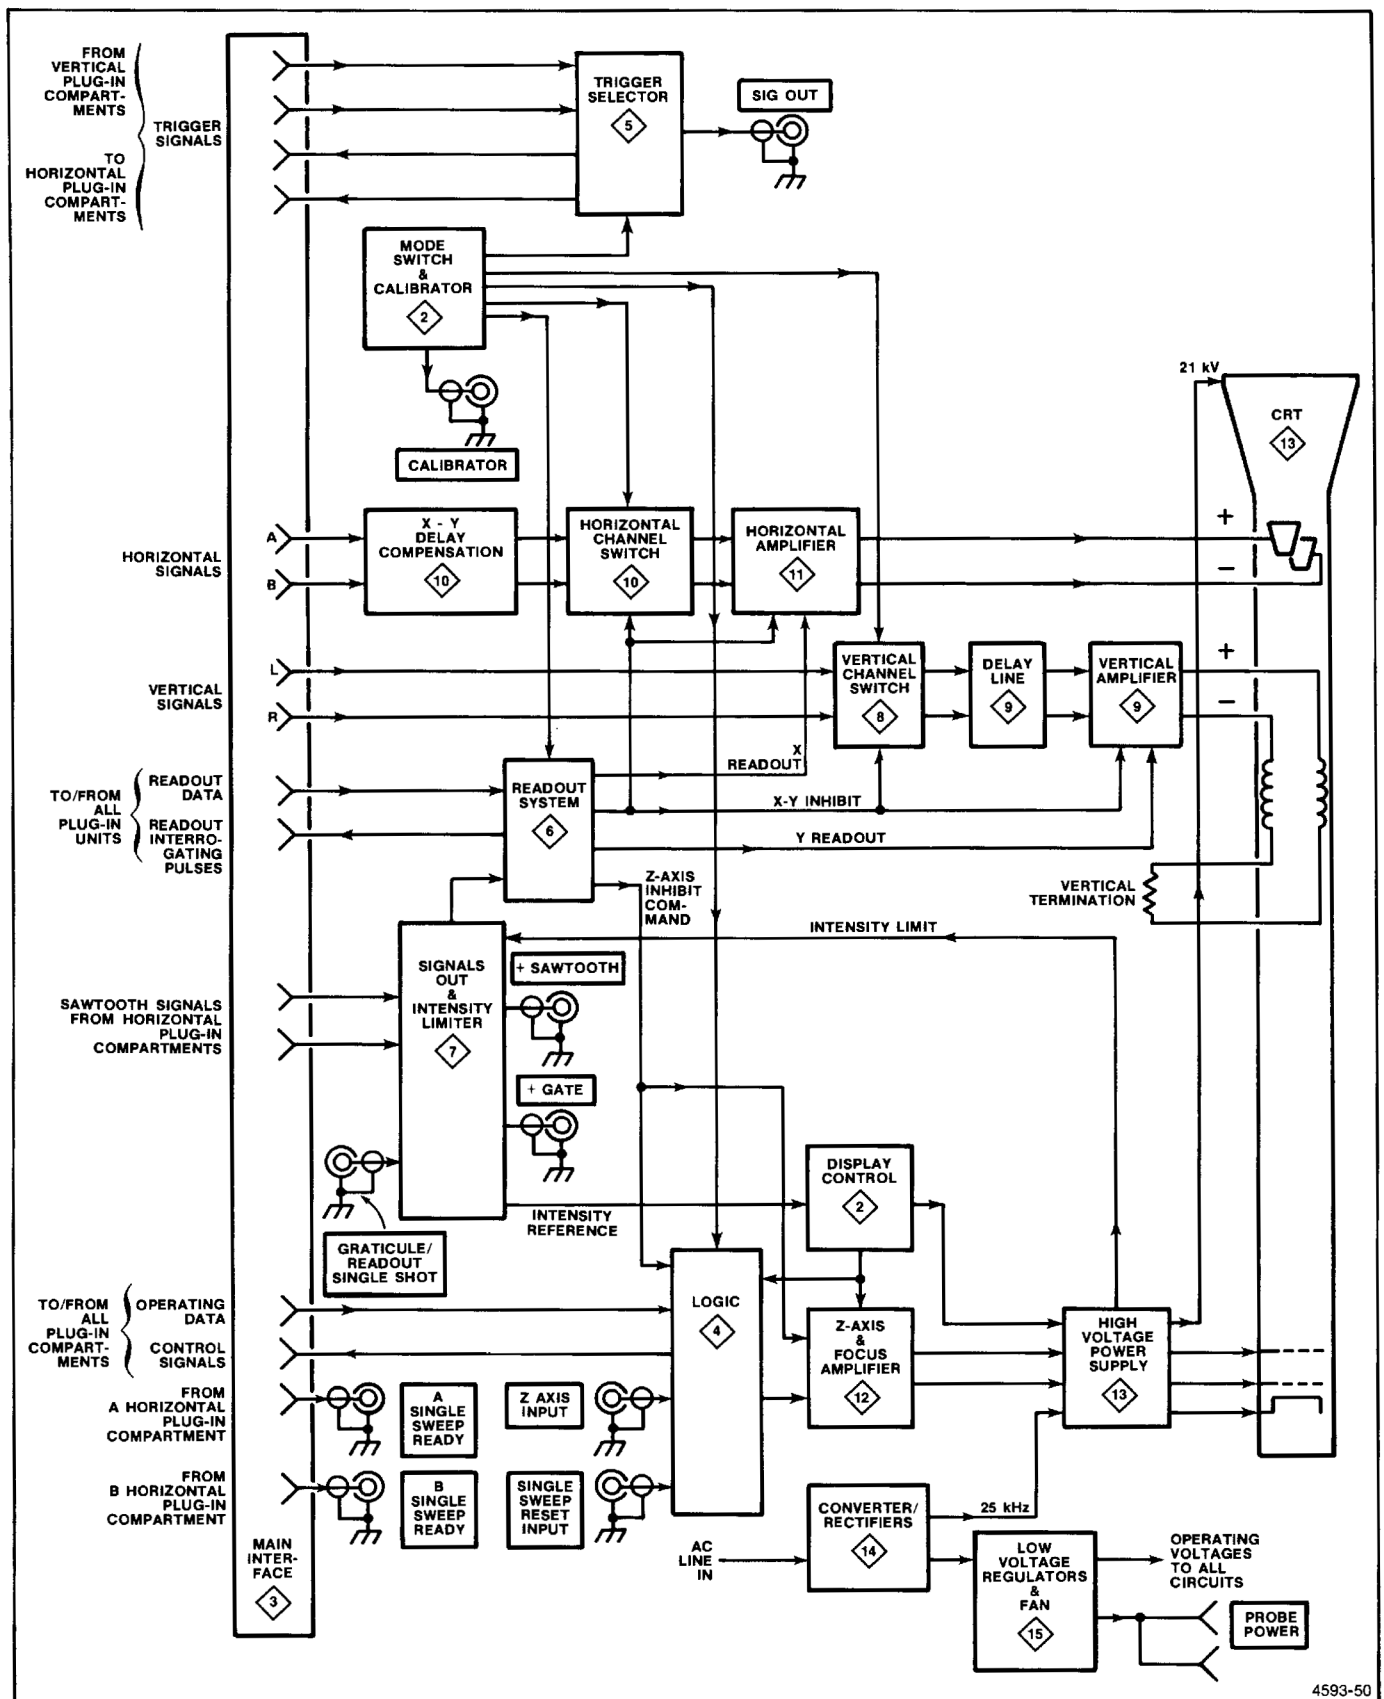 FROM
VERTICAL
PLUG-IN
COMPART-
MENTS
TRIGGER
SIGNALS
TO
HORIZONTAL
PLUG-IN
COMPART-
MENTS
TRIGGER
SELECTOR
5
SIG OUT
MODE
SWITCH
&
CALIBRATOR
2
CALIBRATOR
21 kV
CRT
13
HORIZONTAL
SIGNALS
A
B
X - Y
DELAY
COMPENSATION
10
HORIZONTAL
CHANNEL
SWITCH
10
HORIZONTAL
AMPLIFIER
11
+
−
VERTICAL
SIGNALS
L
R
VERTICAL
CHANNEL
SWITCH
8
DELAY
LINE
9
VERTICAL
AMPLIFIER
9
+
−
TO/FROM
ALL
PLUG-IN
UNITS
READOUT
DATA
READOUT
INTERRO-
GATING
PULSES
READOUT
SYSTEM
6
X
READOUT
X-Y INHIBIT
Y READOUT
Z-AXIS
INHIBIT
COM-
MAND
VERTICAL
TERMINATION
INTENSITY LIMIT
SAWTOOTH SIGNALS
FROM HORIZONTAL
PLUG-IN
COMPARTMENTS
SIGNALS
OUT
&
INTENSITY
LIMITER
7
+ SAWTOOTH
+ GATE
GRATICULE/
READOUT
SINGLE SHOT
INTENSITY
REFERENCE
DISPLAY
CONTROL
2
TO/FROM
ALL
PLUG-IN
COMPART-
MENTS
OPERATING
DATA
CONTROL
SIGNALS
LOGIC
4
Z-AXIS
&
FOCUS
AMPLIFIER
12
HIGH
VOLTAGE
POWER
SUPPLY
13
FROM
A HORIZONTAL
PLUG-IN
COMPARTMENT
A
SINGLE
SWEEP
READY
Z AXIS
INPUT
FROM
B HORIZONTAL
PLUG-IN
COMPARTMENT
B
SINGLE
SWEEP
READY
SINGLE
SWEEP
RESET
INPUT
MAIN
INTER-
FACE
3
AC
LINE
IN
CONVERTER/
RECTIFIERS
14
25 kHz
LOW
VOLTAGE
REGULATORS
&
FAN
15
OPERATING
VOLTAGES
TO ALL
CIRCUITS
PROBE
POWER
4593-50